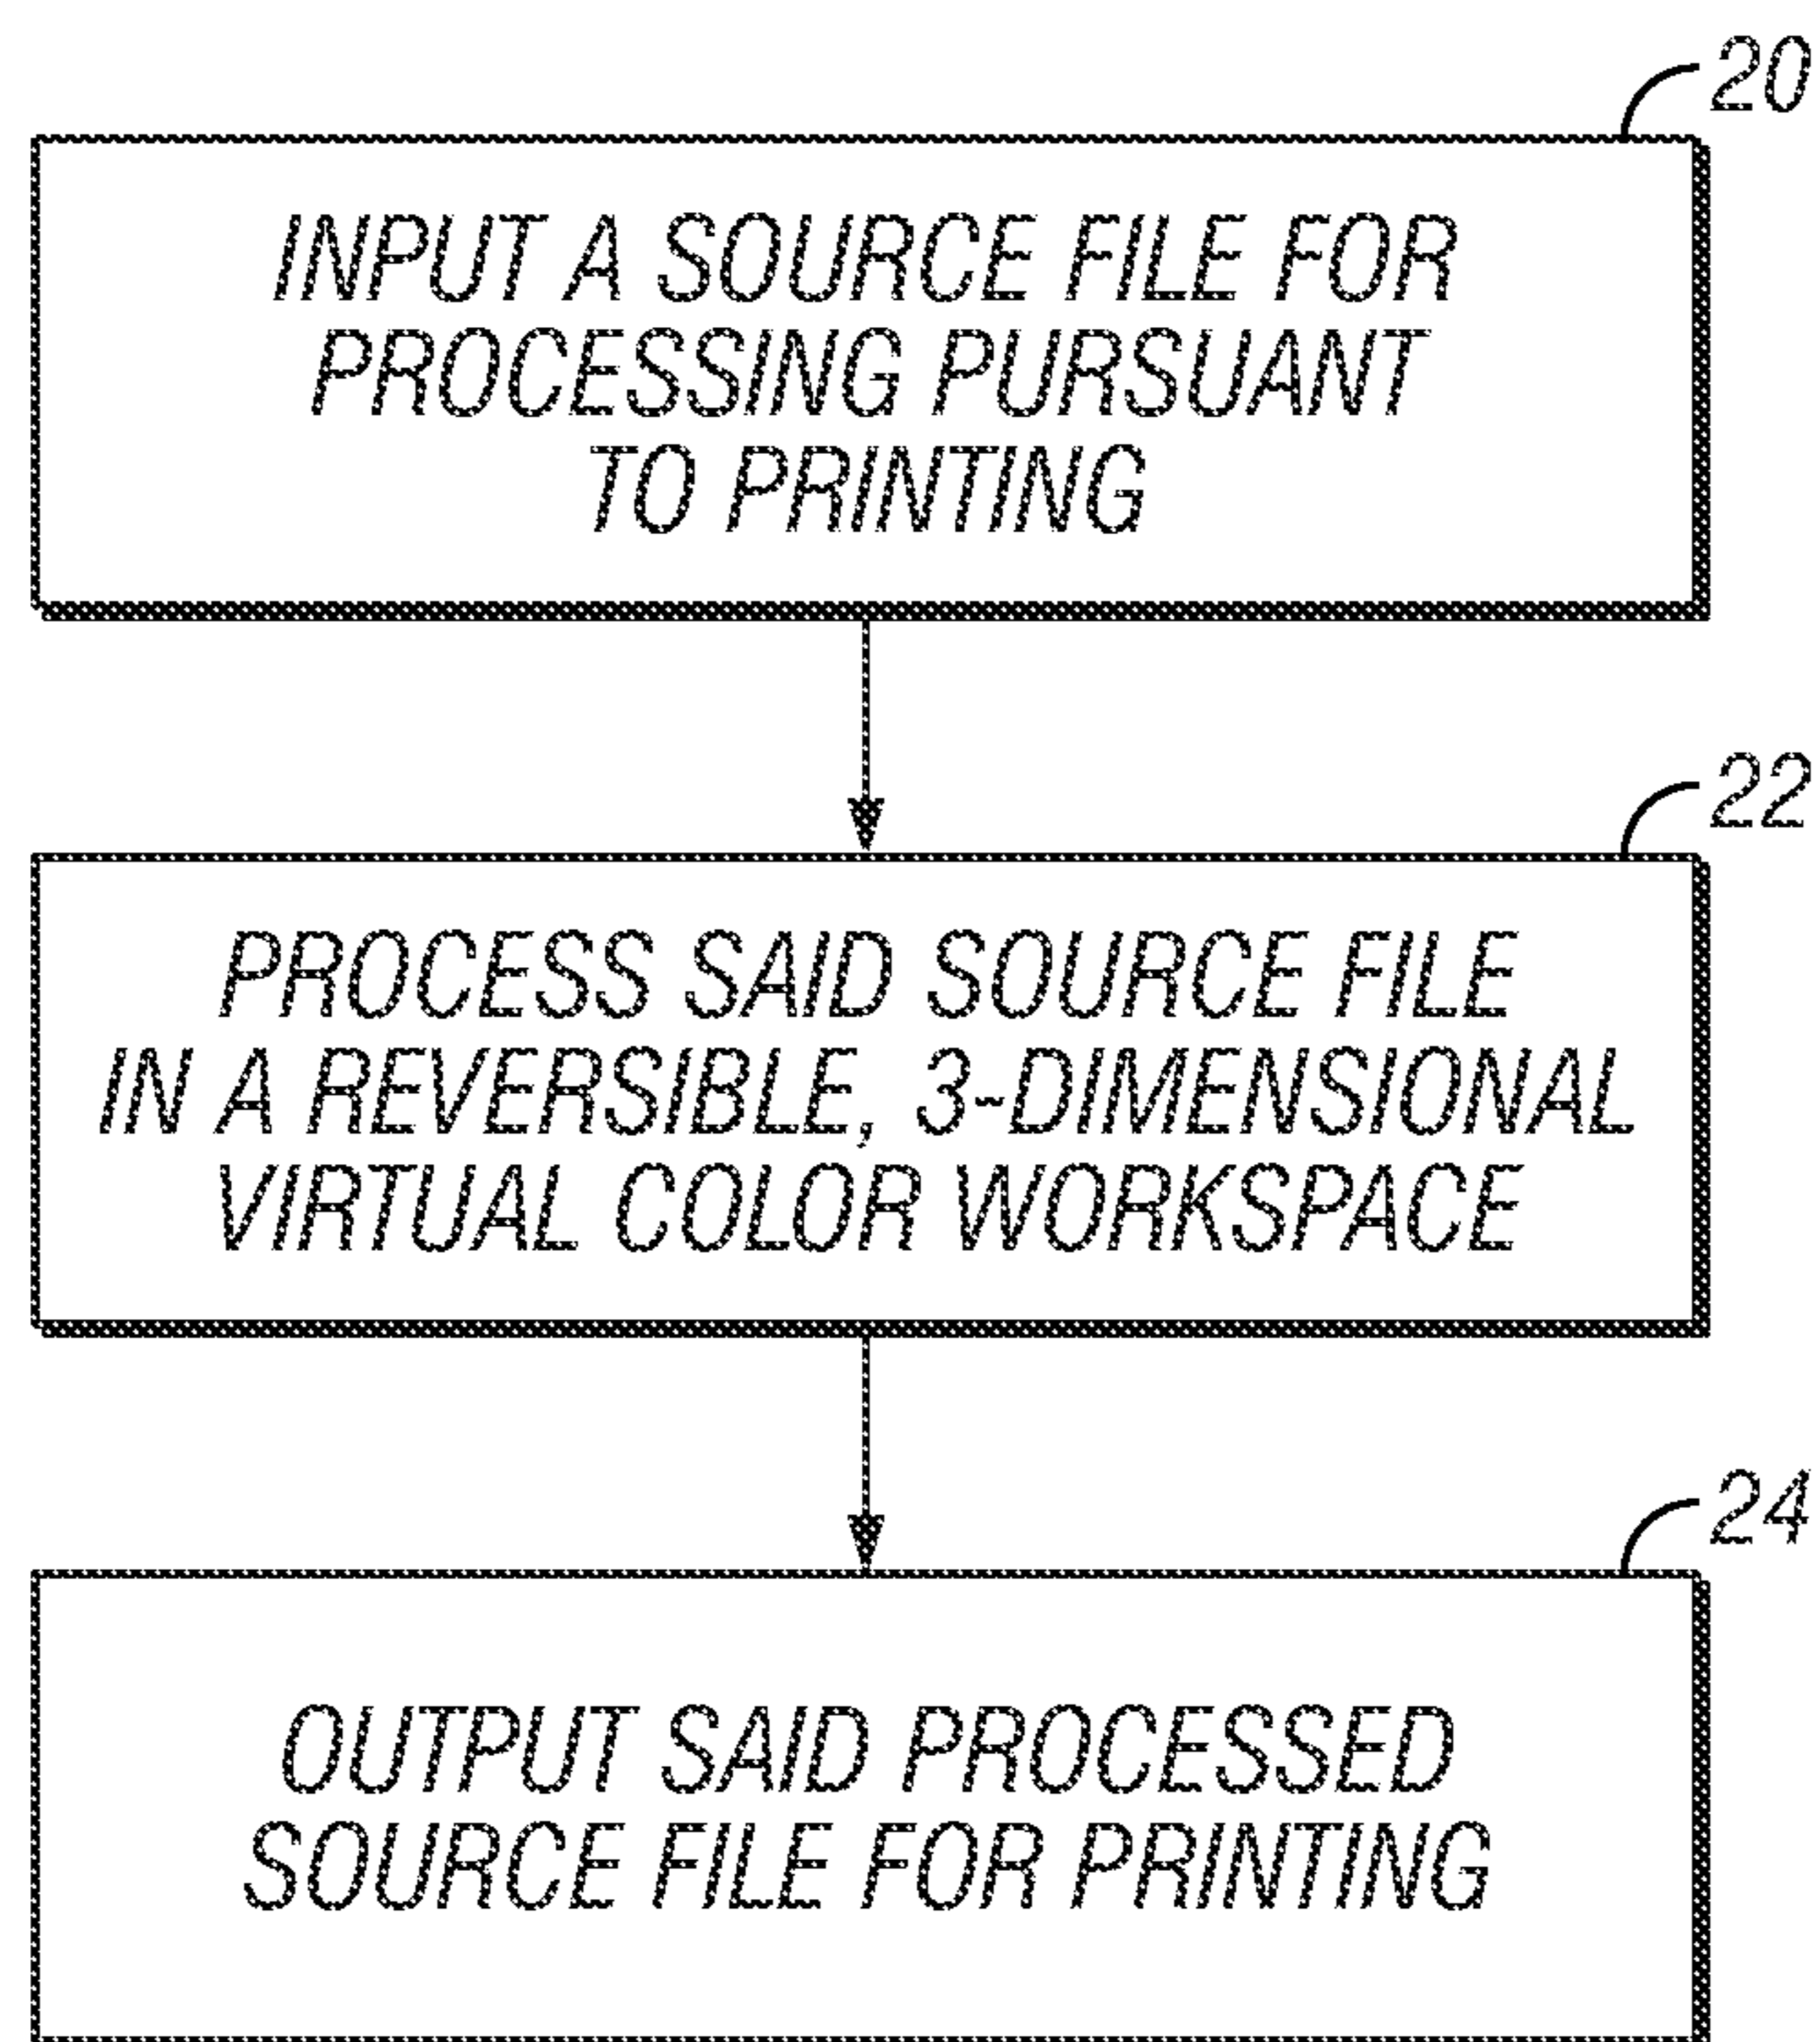 20
INPUT A SOURCE FILE FOR
PROCESSING PURSUANT
TO PRINTING
22
PROCESS SAID SOURCE FILE
IN A REVERSIBLE, 3-DIMENSIONAL
VIRTUAL COLOR WORKSPACE
24
OUTPUT SAID PROCESSED
SOURCE FILE FOR PRINTING